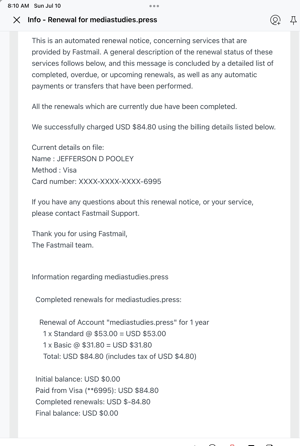 8:10 AM Sun Jul 10
Info - Renewal for mediastudies.press
This is an automated renewal notice, concerning services that are
provided by Fastmail. A general description of the renewal status of these
services follows below, and this message is concluded by a detailed list of
completed, overdue, or upcoming renewals, as well as any automatic
payments or transfers that have been performed.
All the renewals which are currently due have been completed.
We successfully charged USD $84.80 using the billing details listed below.
Current details on file:
Name : JEFFERSON D POOLEY
Method : Visa
Card number: XXXX-XXXX-XXXX-6995
If you have any questions about this renewal notice, or your service,
please contact Fastmail Support.
Thank you for using Fastmail,
The Fastmail team.
Information regarding mediastudies.press
Completed renewals for mediastudies.press:
Renewal of Account "mediastudies.press" for 1 year
1 x Standard @ $53.00 = USD $53.00
1 x Basic @ $31.80 = USD $31.80
Total: USD $84.80 (includes tax of USD $4.80)
Initial balance: USD $0.00
Paid from Visa (**6995): USD $84.80
Completed renewals: USD $-84.80
Final balance: USD $0.00